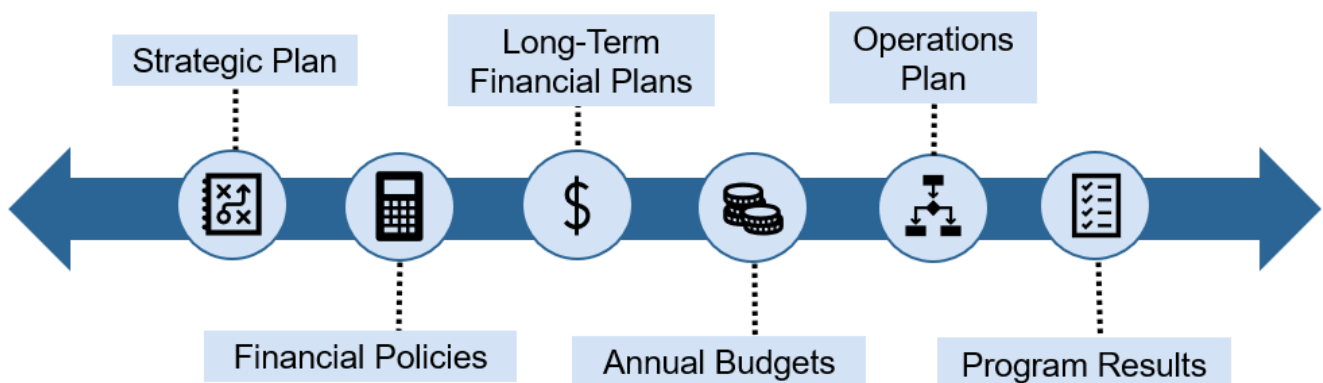 Strategic Plan
Long-Term
Financial Plans
Operations
Plan
Financial Policies
Annual Budgets
Program Results